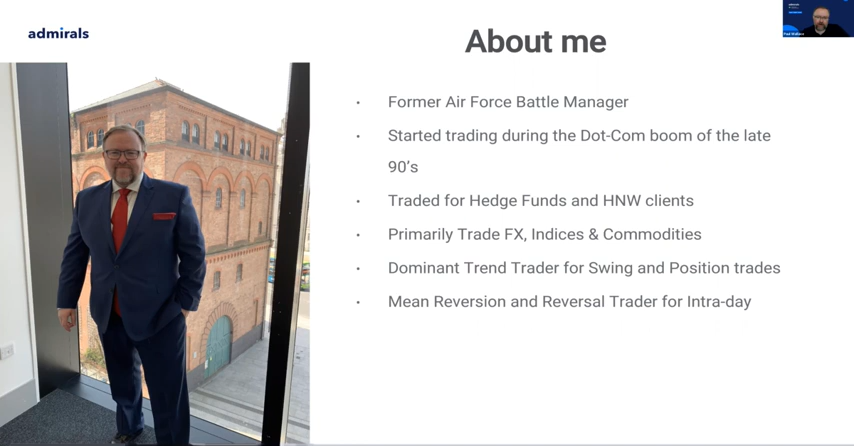 admirals
About me
• Former Air Force Battle Manager
• Started trading during the Dot-Com boom of the late
90’s
• Traded for Hedge Funds and HNW clients
• Primarily Trade FX, Indices & Commodities
• Dominant Trend Trader for Swing and Position trades
• Mean Reversion and Reversal Trader for Intra-day